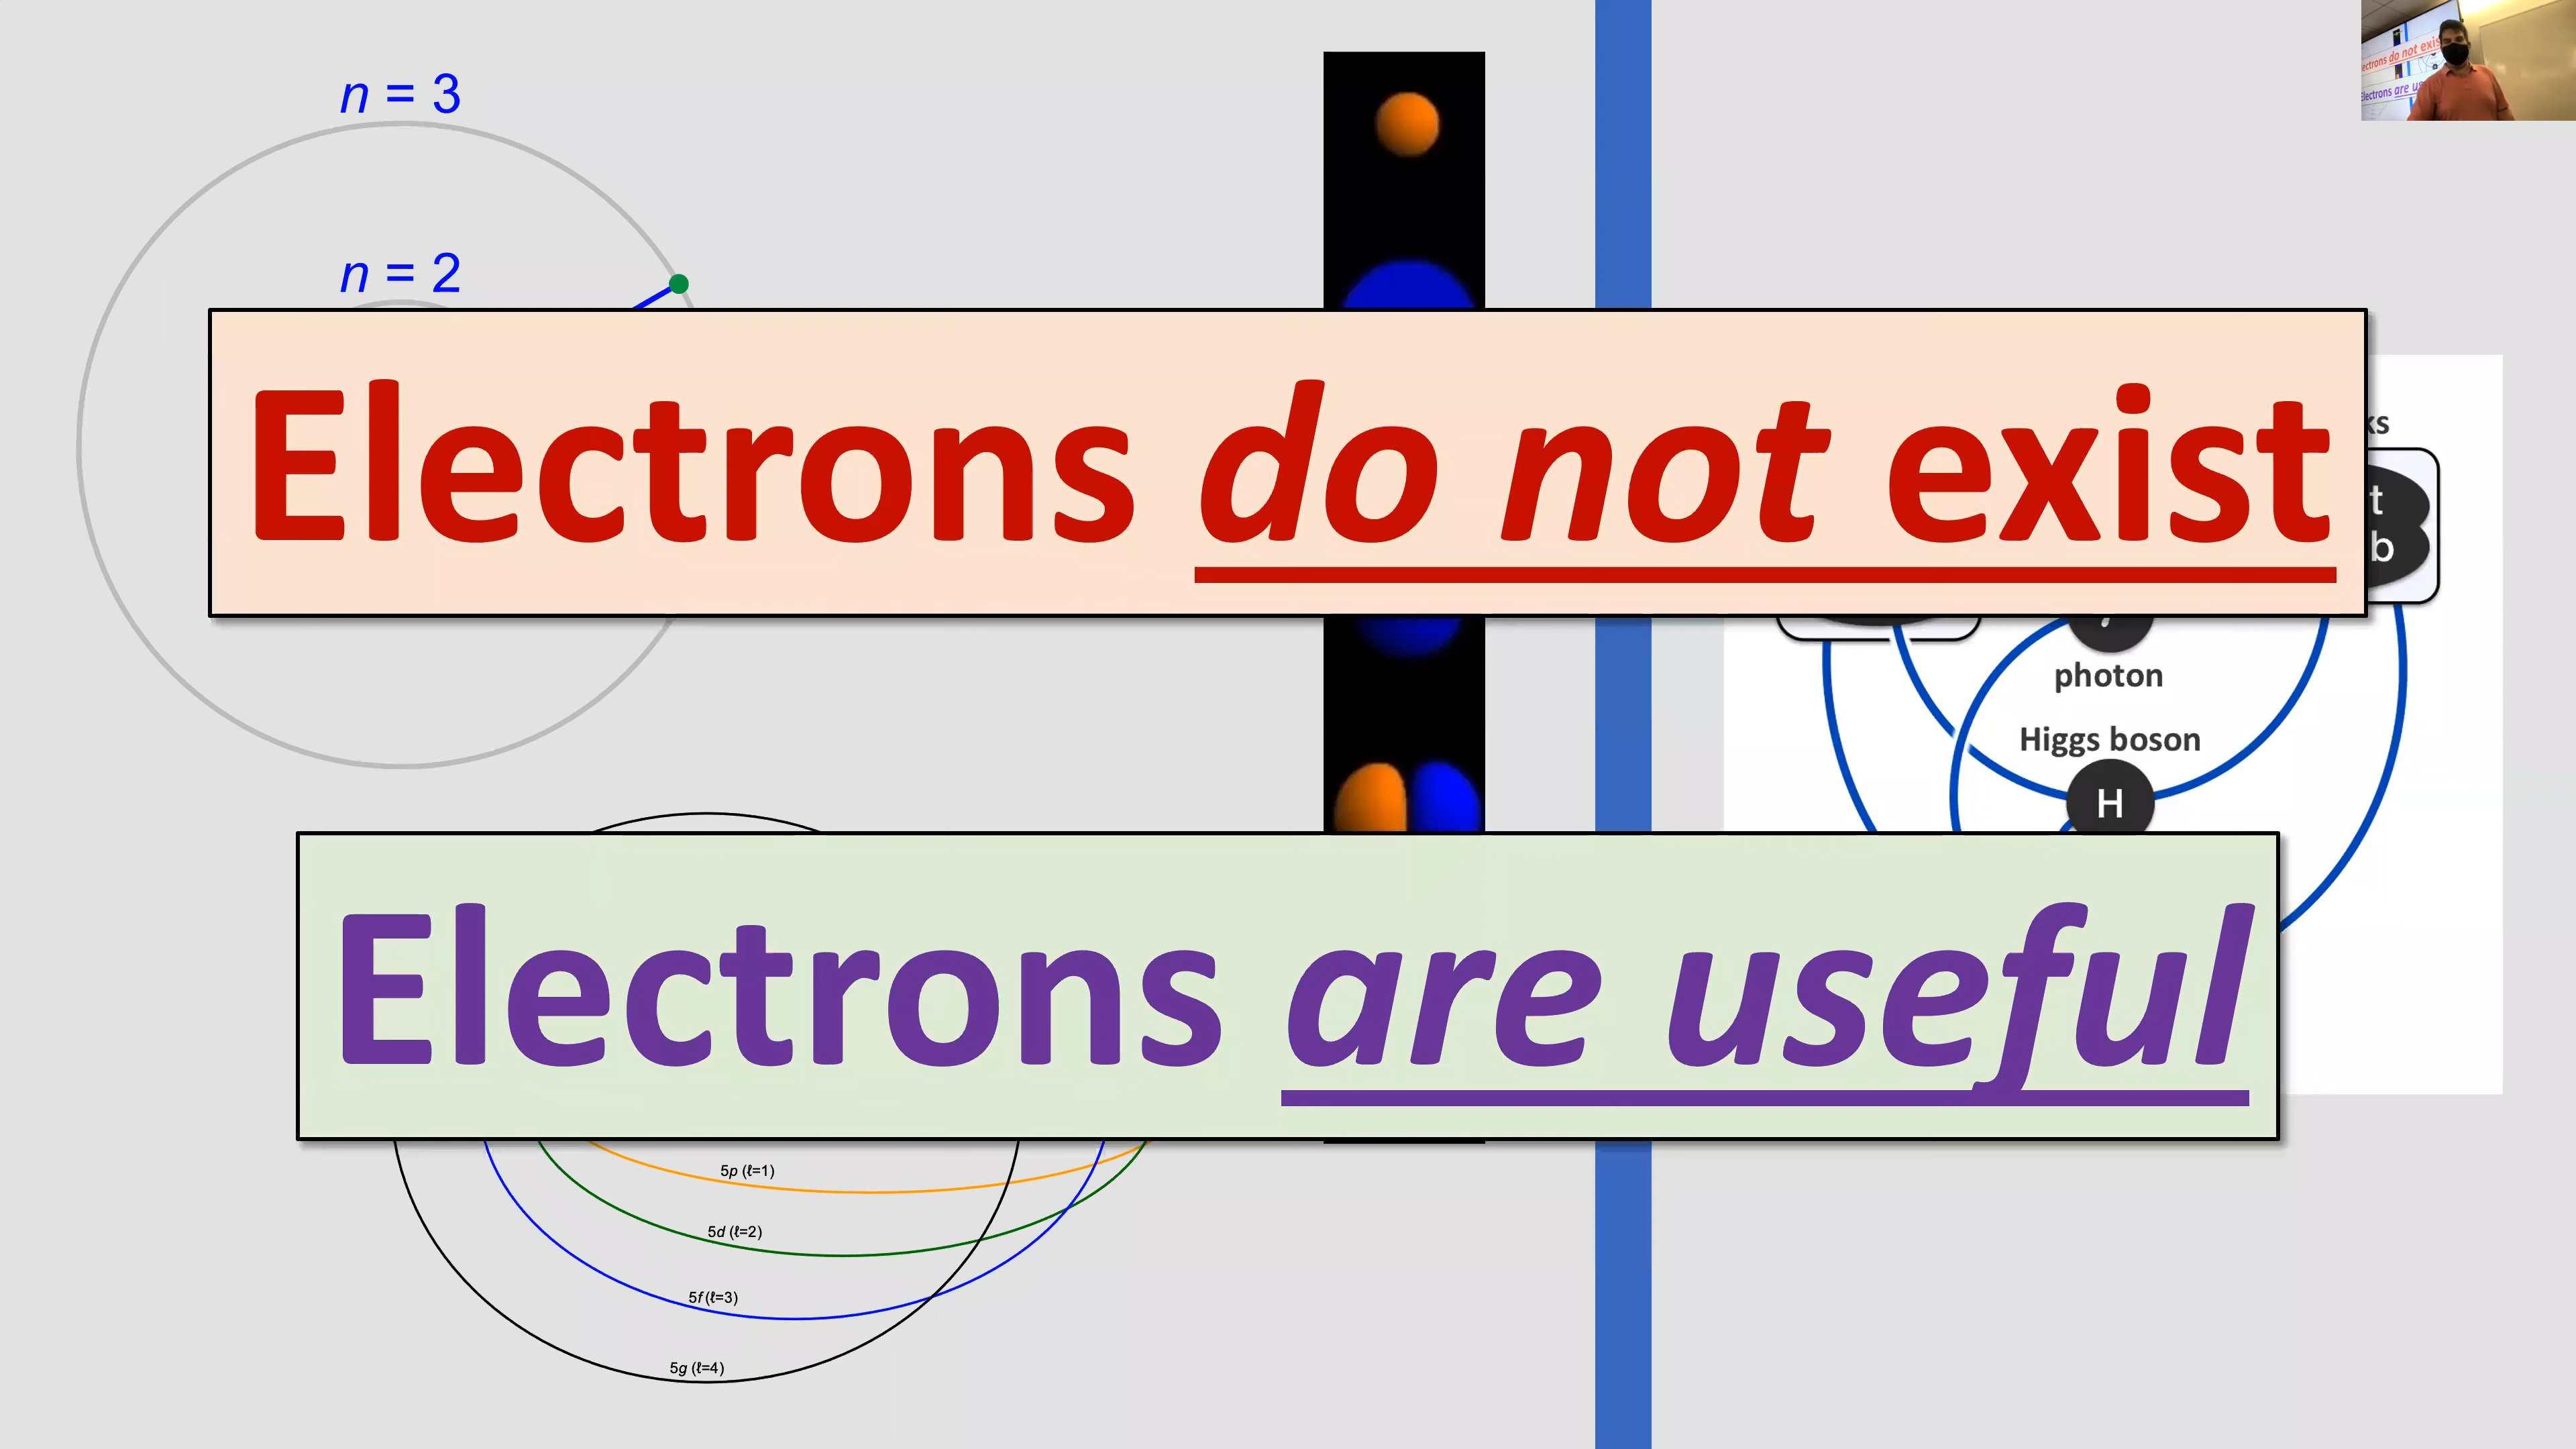 n = 3
n = 2
Electrons do not exist
ks
t
b
photon
Higgs boson
H
Electrons are useful
5p (ℓ=1)
5d (ℓ=2)
5f (ℓ=3)
5g (ℓ=4)